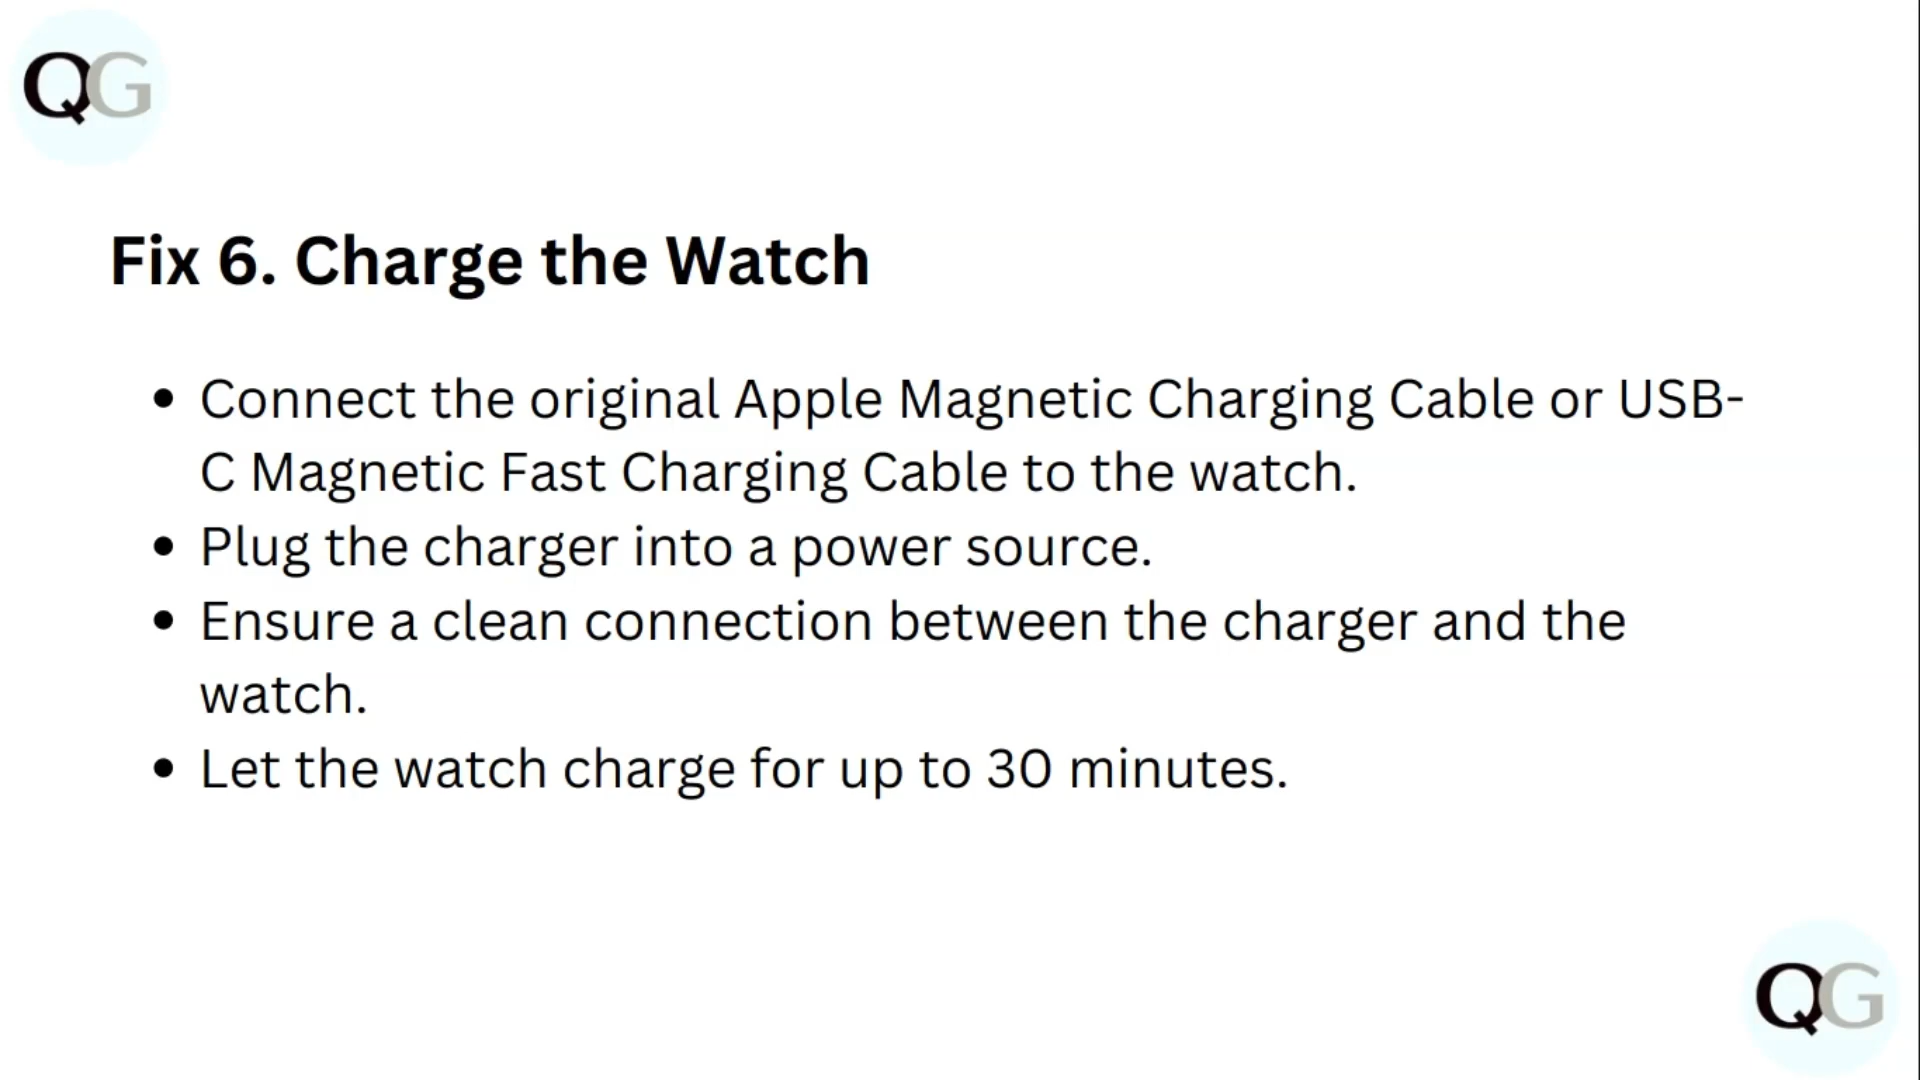 QG
Fix 6. Charge the Watch
• Connect the original Apple Magnetic Charging Cable or USB-
C Magnetic Fast Charging Cable to the watch.
• Plug the charger into a power source.
• Ensure a clean connection between the charger and the
watch.
• Let the watch charge for up to 30 minutes.
QG